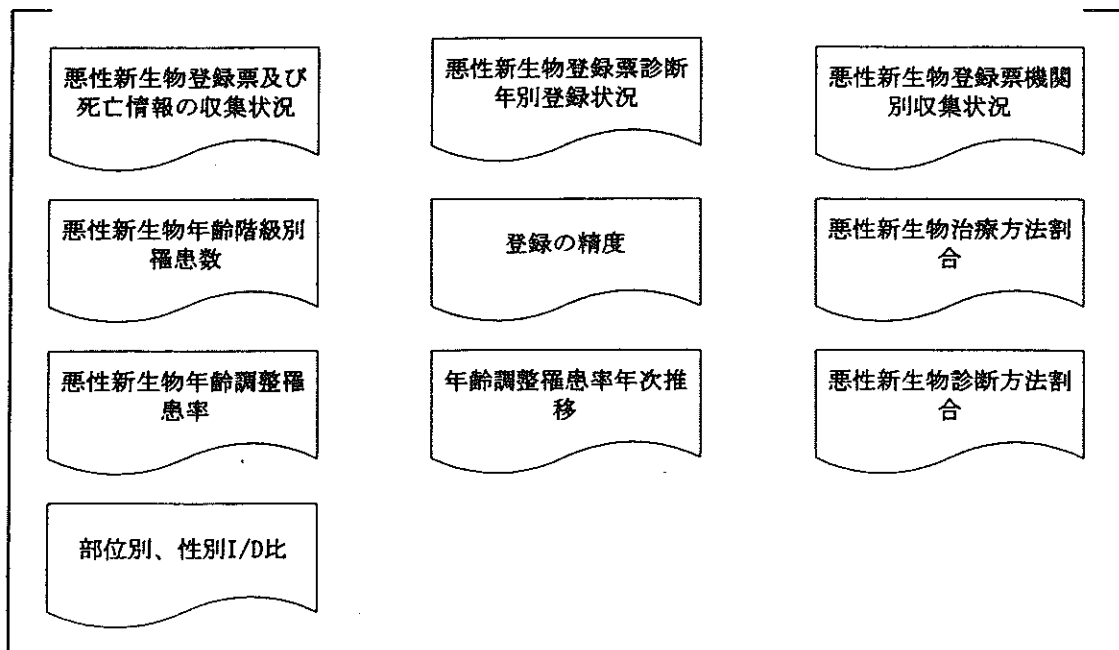 悪性新生物登録票及び
死亡情報の収集状況
悪性新生物登録票診断
年別登録状況
悪性新生物登録票機関
別収集状況
悪性新生物年齢階級別
罹患数
登録の精度
悪性新生物治療方法割
合
悪性新生物年齢調整罹
患率
年齢調整罹患率年次推
移
悪性新生物診断方法割
合
部位別、性別I/D比